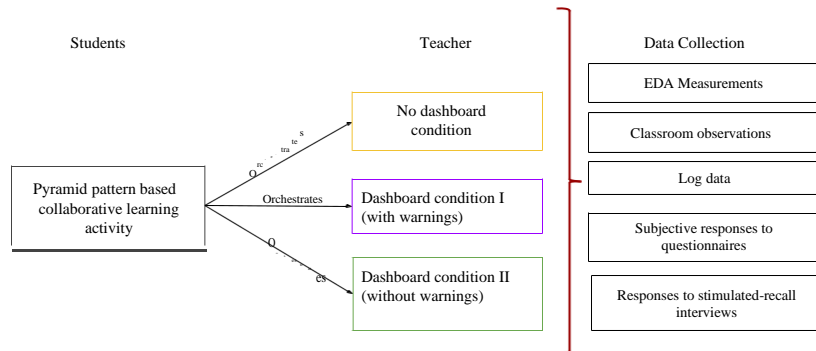 Students
Teacher
Data Collection
Pyramid pattern based
collaborative learning
activity
Orchestrates
No dashboard
condition
Dashboard condition I
(with warnings)
Dashboard condition II
(without warnings)
EDA Measurements
Classroom observations
Log data
Subjective responses to
questionnaires
Responses to stimulated-recall
interviews